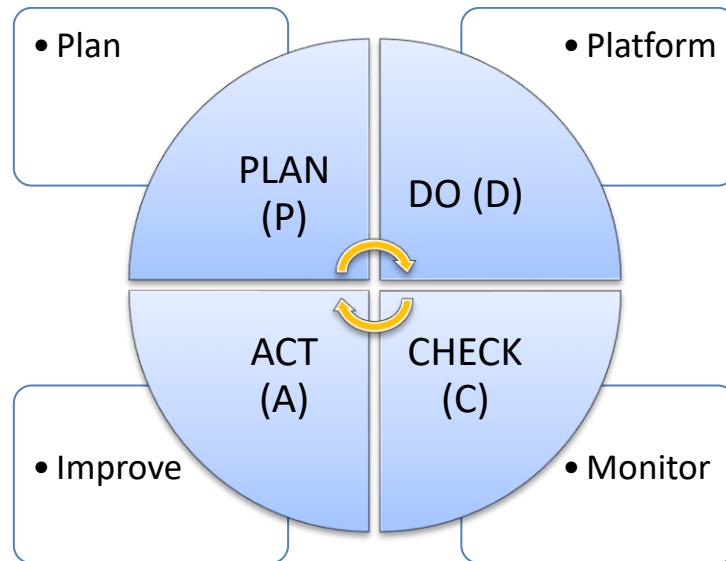 • Plan
• Platform
PLAN
(P)
DO (D)
ACT
(A)
CHECK
(C)
• Improve
• Monitor